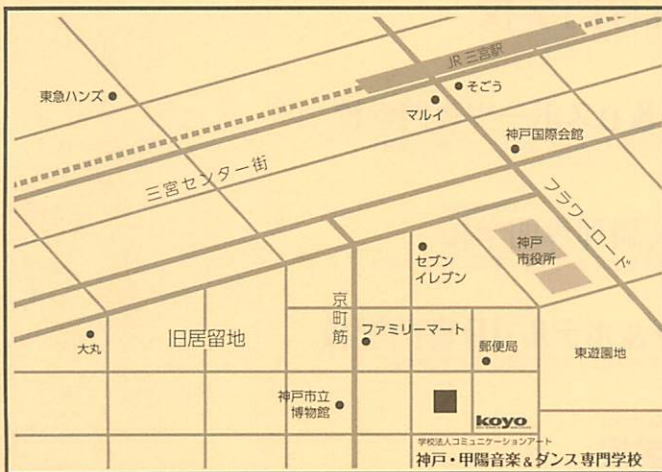 JR 三宮駅
東急ハンズ
そごう
マルイ
神戸国際会館
三宮センター街
フラワーロード
神戸
市役所
セブン
イレブン
京町筋
旧居留地
ファミリーマート
大丸
郵便局
東遊園地
神戸市立
博物館
koyo
学校法人コミュニケーションアート
神戸・甲陽音楽&ダンス専門学校